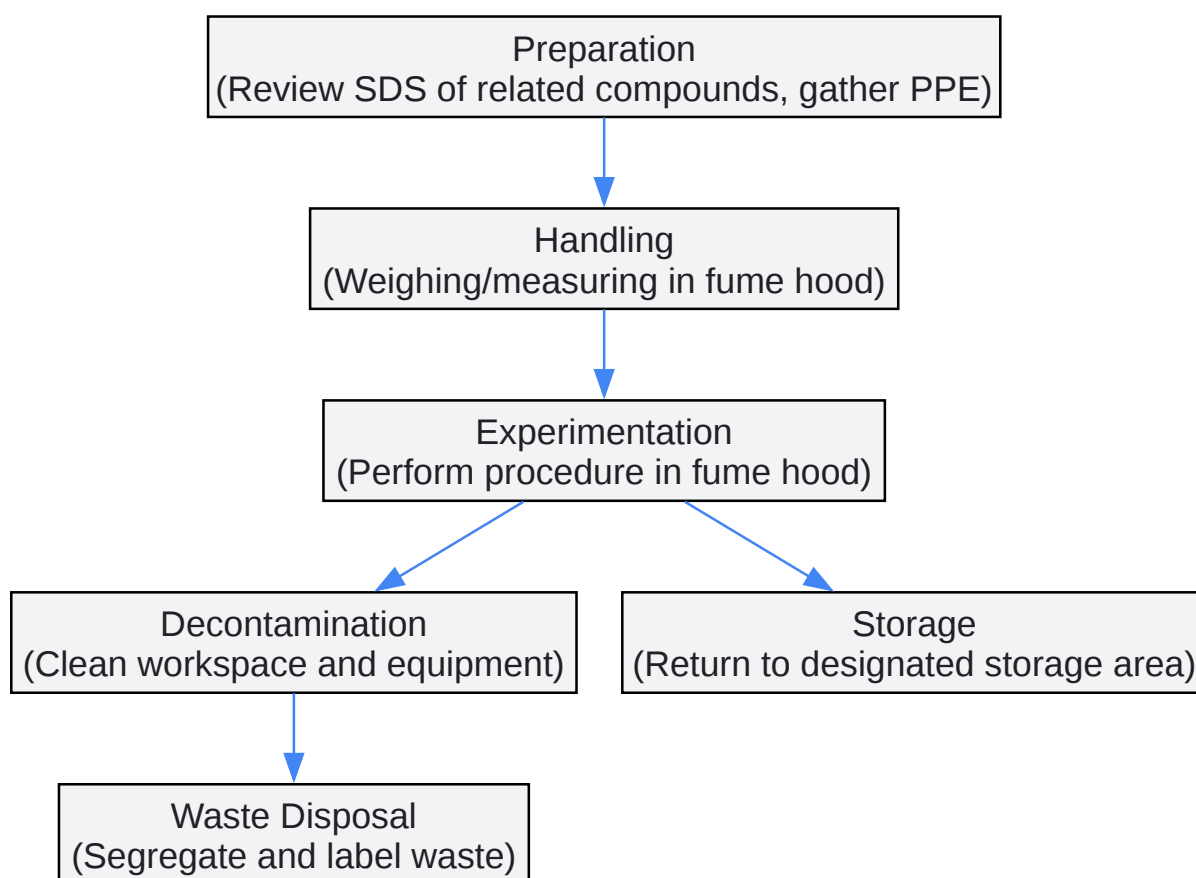 Preparation
(Review SDS of related compounds, gather PPE)
Handling
(Weighing/measuring in fume hood)
Experimentation
(Perform procedure in fume hood)
Decontamination
(Clean workspace and equipment)
Storage
(Return to designated storage area)
Waste Disposal
(Segregate and label waste)